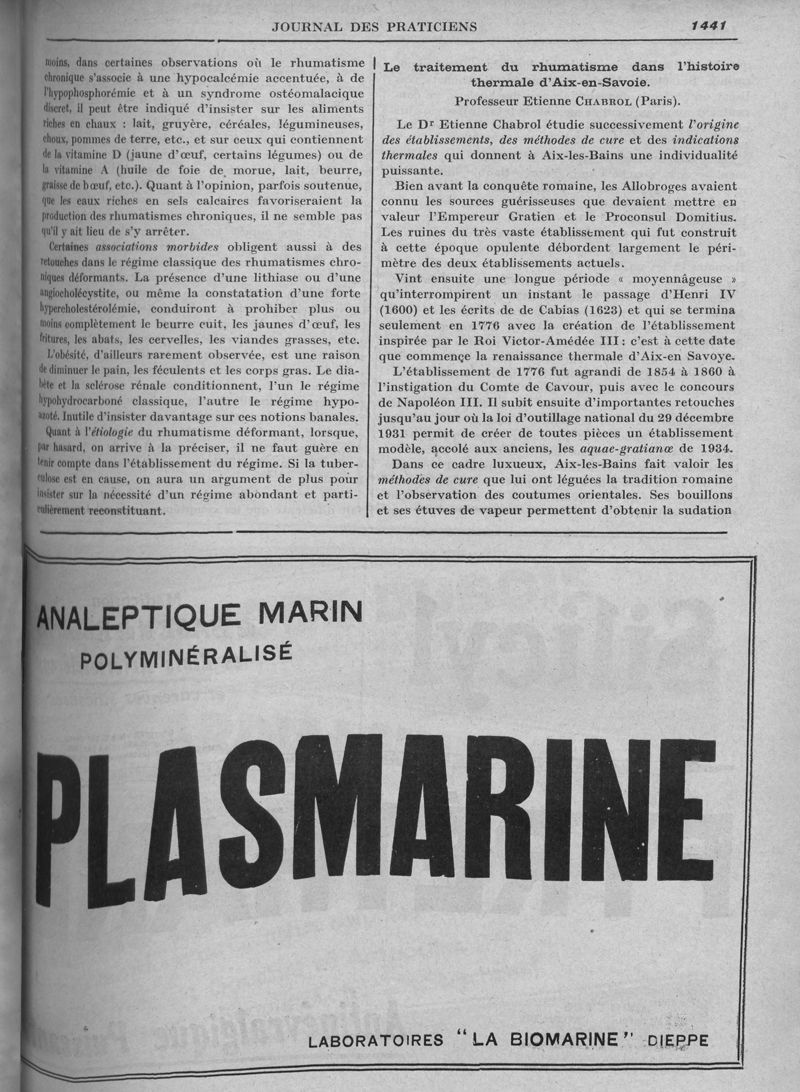 JOURNAL DES PRATICIENS
1441
moins, dans certaines observations où le rhumatisme
chronique s'associe à une hypocalcémie accentuée, à de
l'hypophosphorémie et à un syndrome ostéomalacique
discret, il peut être indiqué d'insister sur les aliments
riches en chaux : lait, gruyère, céréales, légumineuses,
choux, pommes de terre, etc., et sur ceux qui contiennent
de la vitamine D (jaune d'œuf, certains légumes) ou de
la vitamine A (huile de foie de morue, lait, beurre,
graisse de bœuf, etc.). Quant à l'opinion, parfois soutenue,
que les eaux riches en sels calcaires favoriseraient la
production des rhumatismes chroniques, il ne semble pas
qu'il y ait lieu de s'y arrêter.
Certaines associations morbides obligent aussi à des
retouches dans le régime classique des rhumatismes chro-
niques déformants. La présence d'une lithiase ou d'une
angiocholécystite, ou même la constatation d'une forte
hypercholestérolémie, conduiront à prohiber plus ou
moins complètement le beurre cuit, les jaunes d'œuf, les
fritures, les abats, les cervelles, les viandes grasses, etc.
L'obésité, d'ailleurs rarement observée, est une raison
de diminuer le pain, les féculents et les corps gras. Le dia-
bète et la sclérose rénale conditionnent, l'un le régime
hypohydrocarboné classique, l'autre le régime hypo-
azoté. Inutile d'insister davantage sur ces notions banales.
Quant à l'étiologie du rhumatisme déformant, lorsque,
par hasard, on arrive à la préciser, il ne faut guère en
tenir compte dans l'établissement du régime. Si la tuber-
culose est en cause, on aura un argument de plus pour
insister sur la nécessité d'un régime abondant et parti-
culièrement reconstituant.
Le traitement du rhumatisme dans l'histoire
thermale d'Aix-en-Savoie.
Professeur Etienne CHABROL (Paris).
Le Dr Etienne Chabrol étudie successivement l'origine
des établissements, des méthodes de cure et des indications
thermales qui donnent à Aix-les-Bains une individualité
puissante.
Bien avant la conquête romaine, les Allobroges avaient
connu les sources guérisseuses que devaient mettre en
valeur l'Empereur Gratien et le Proconsul Domitius.
Les ruines du très vaste établissement qui fut construit
à cette époque opulente débordent largement le péri-
mètre des deux établissements actuels.
Vint ensuite une longue période « moyennâgeuse »
qu'interrompirent un instant le passage d'Henri IV
(1600) et les écrits de de Cabias (1623) et qui se termina
seulement en 1776 avec la création de l'établissement
inspirée par le Roi Victor-Amédée III : c'est à cette date
que commençe la renaissance thermale d'Aix-en Savoye.
L'établissement de 1776 fut agrandi de 1854 à 1860 à
l'instigation du Comte de Cavour, puis avec le concours
de Napoléon III. Il subit ensuite d'importantes retouches
jusqu'au jour où la loi d'outillage national du 29 décembre
1931 permit de créer de toutes pièces un établissement
modèle, accolé aux anciens, les aquae-gratianœ de 1934.
Dans ce cadre luxueux, Aix-les-Bains fait valoir les
méthodes de cure que lui ont léguées la tradition romaine
et l'observation des coutumes orientales. Ses bouillons
et ses étuves de vapeur permettent d'obtenir la sudation
ANALEPTIQUE MARIN
POLYMINÉRALISÉ
PLASMARINE
LABORATOIRES "LA BIOMARINE" DIEPPE